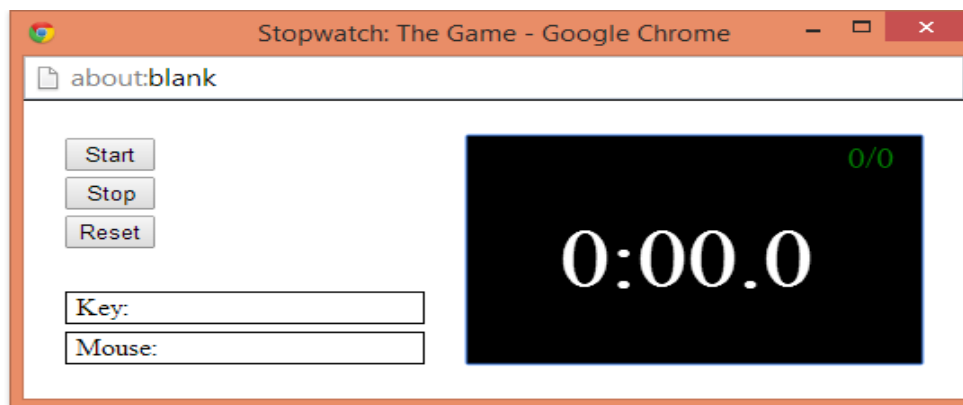 Stopwatch: The Game - Google Chrome
about:blank
Start
Stop
Reset
Key:
Mouse:
0/0
0:00.0